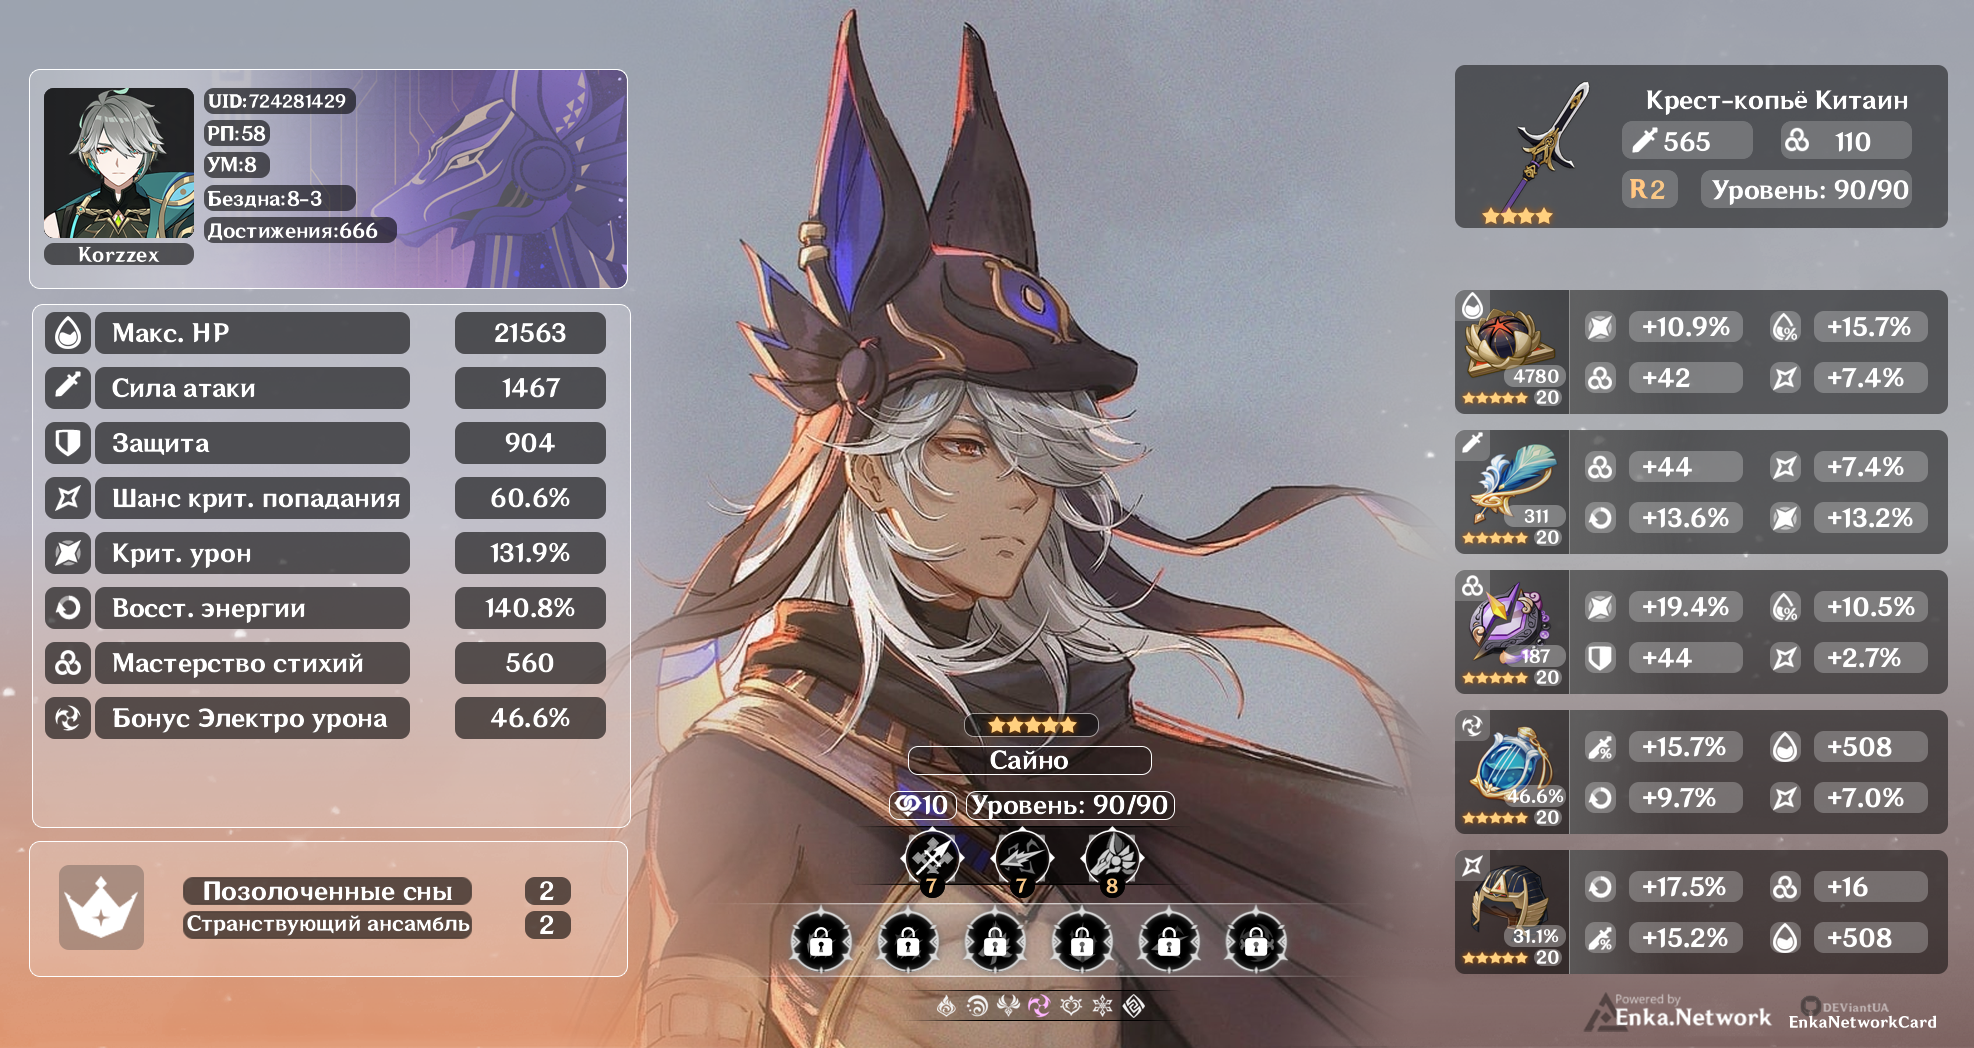 UID:724281429
РП:58
УМ:8
Бездна:8-3
Достижения:666
Korzzex
Макс. HP 21563
Сила атаки 1467
Защита 904
Шанс крит. попадания 60.6%
Крит. урон 131.9%
Восст. энергии 140.8%
Мастерство стихий 560
Бонус Электро урона 46.6%
Позолоченные сны 2
Странствующий ансамбль 2
Сайно
10 Уровень: 90/90
7 7 8
Крест-копьё Китаин
565 110
R2 Уровень: 90/90
+10.9% +15.7%
4780 +42 +7.4%
20
+44 +7.4%
311 +13.6% +13.2%
20
+19.4% +10.5%
187 +44 +2.7%
20
+15.7% +508
46.6% +9.7% +7.0%
20
+17.5% +16
31.1% +15.2% +508
20
Powered by
Enka.Network
DEViantUA
EnkaNetworkCard